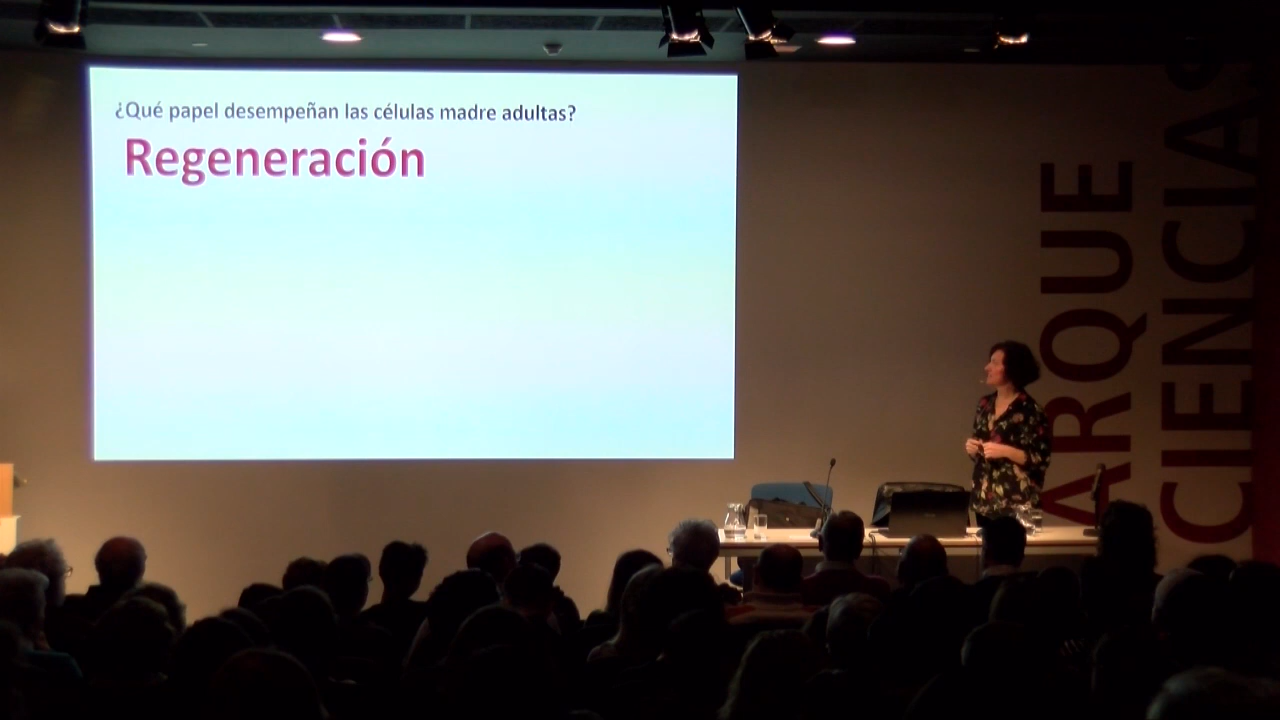 ¿Qué papel desempeñan las células madre adultas?
Regeneración
ARQUE
CIENCIAS